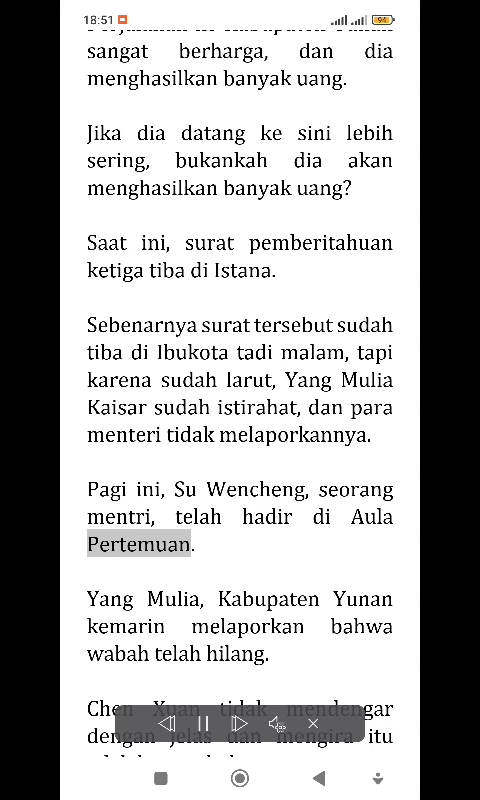 18:51
94
sangat berharga, dan dia
menghasilkan banyak uang.
Jika dia datang ke sini lebih
sering, bukankah dia akan
menghasilkan banyak uang?
Saat ini, surat pemberitahuan
ketiga tiba di Istana.
Sebenarnya surat tersebut sudah
tiba di Ibukota tadi malam, tapi
karena sudah larut, Yang Mulia
Kaisar sudah istirahat, dan para
menteri tidak melaporkannya.
Pagi ini, Su Wencheng, seorang
mentri, telah hadir di Aula
Pertemuan.
Yang Mulia, Kabupaten Yunan
kemarin melaporkan bahwa
wabah telah hilang.
Chen Xuan tidak mendengar
dengan jelas dan mengira itu